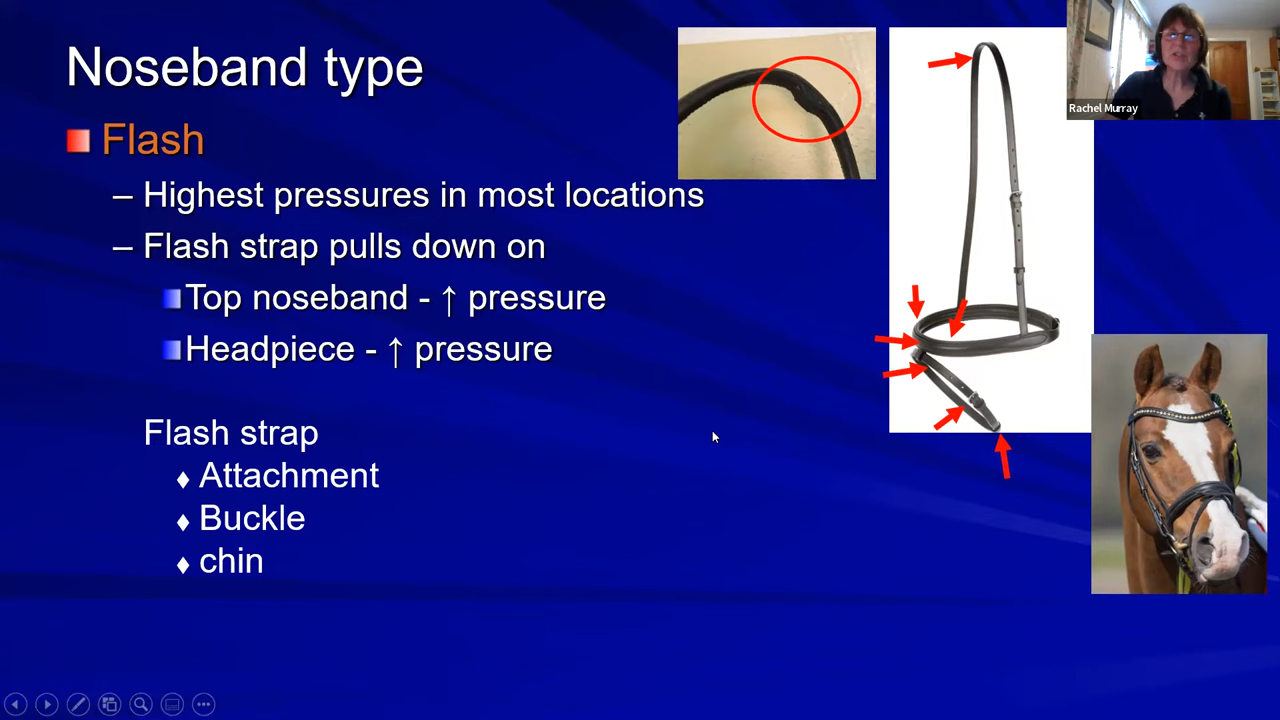 Noseband type
Flash
– Highest pressures in most locations
– Flash strap pulls down on
Top noseband - ↑ pressure
Headpiece - ↑ pressure
Flash strap
♦ Attachment
♦ Buckle
♦ chin
Rachel Murray